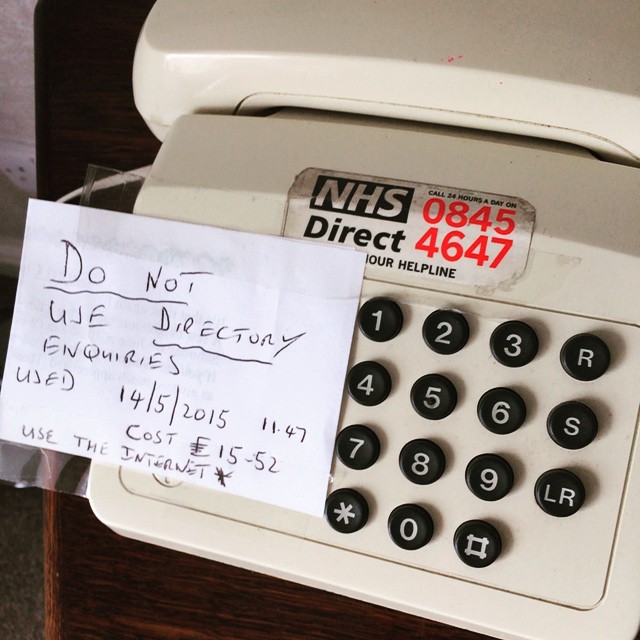 NHS
Direct
CALL 24 HOURS A DAY ON
0845
4647
HOUR HELPLINE
DO NOT
USE DIRECTORY
ENQUIRIES
USED 14/5/2015 11.47
COST £15-52
USE THE INTERNET *
1 2 3 R
4 5 6 S
7 8 9 LR
* 0 #